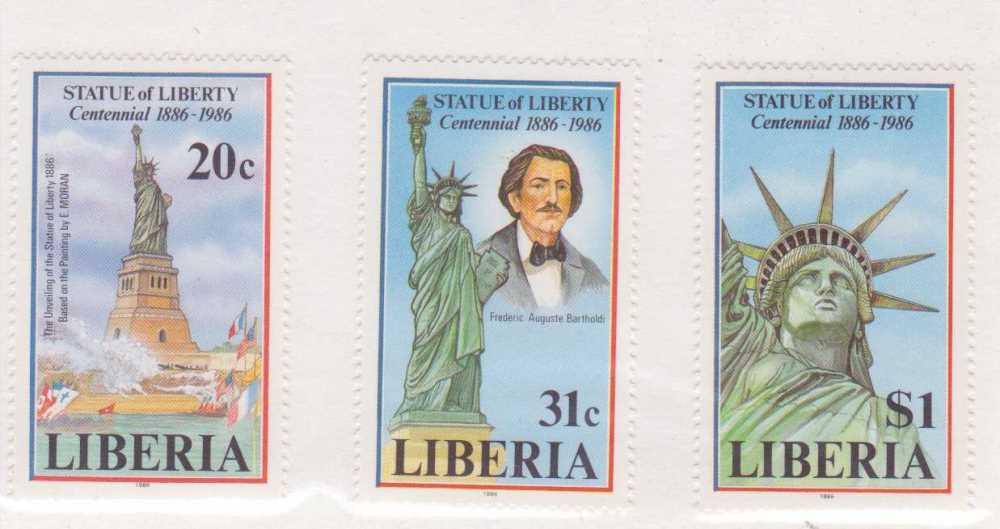 STATUE of LIBERTY
Centennial 1886-1986
20c
The Unveiling of the Statue of Liberty 1886
Based on the Painting by E. MORAN
LIBERIA
1986
STATUE of LIBERTY
Centennial 1886-1986
Frederic Auguste Bartholdi
31c
LIBERIA
1986
STATUE of LIBERTY
Centennial 1886-1986
$1
LIBERIA
1986